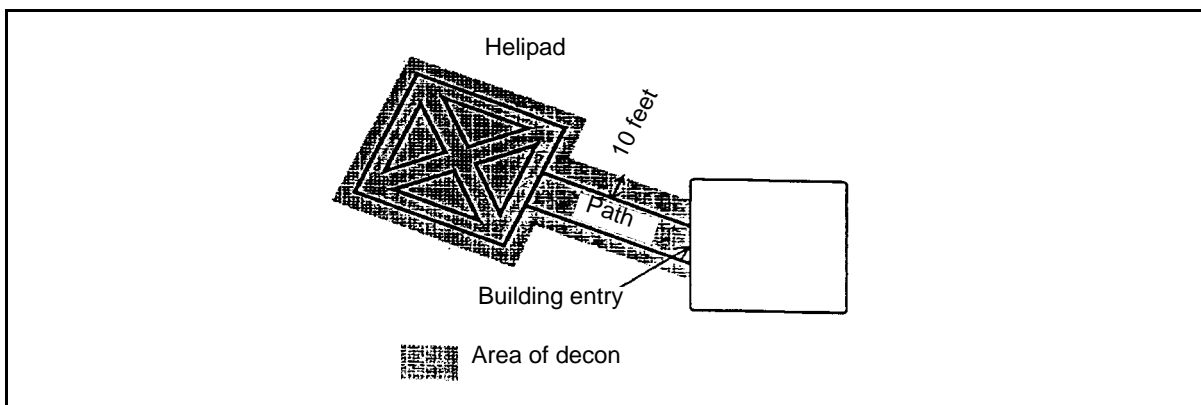 Helipad
10 feet
Path
Building entry
Area of decon